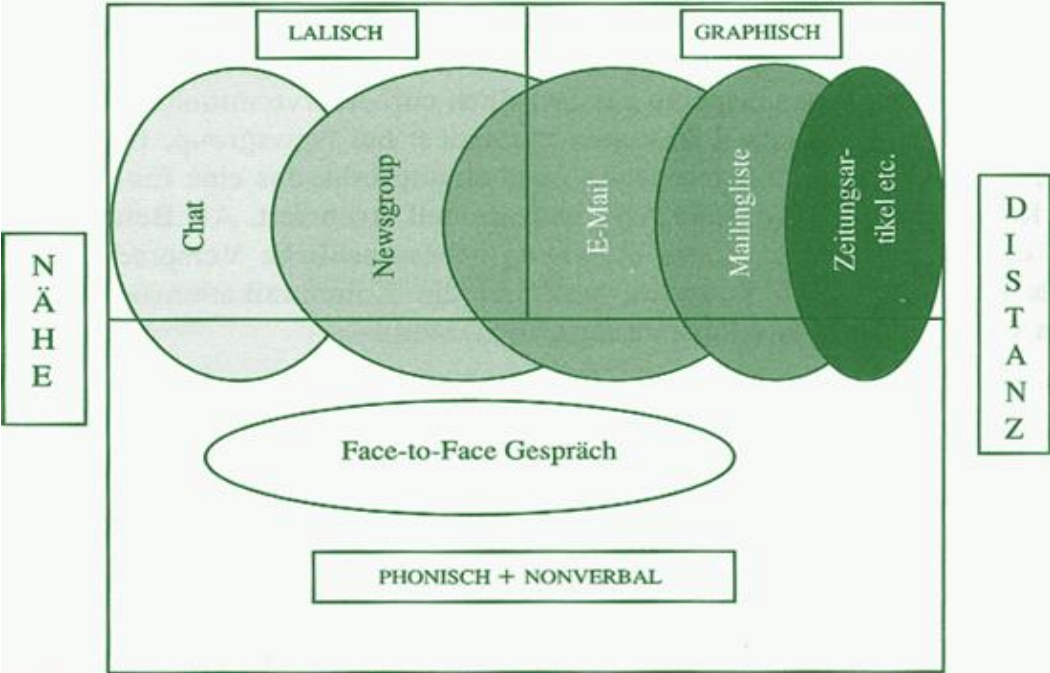 LALISCH
GRAPHISCH
NÄHE
Chat
Newsgroup
E-Mail
Mailingliste
Zeitungsar-
tikel etc.
DISTANZ
Face-to-Face Gespräch
PHONISCH + NONVERBAL